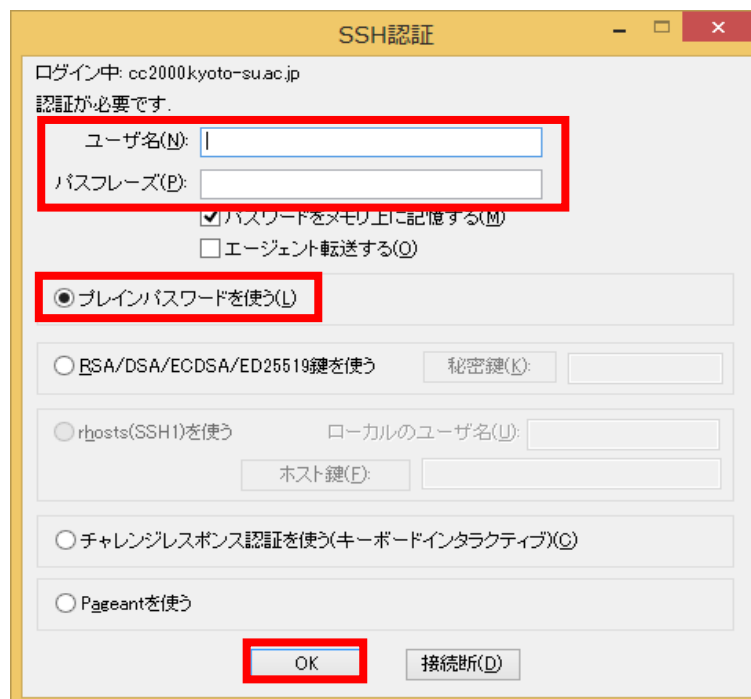 SSH認証
ログイン中: cc2000.kyoto-su.ac.jp
認証が必要です.
ユーザ名(N):
パスフレーズ(P):
パスワードをメモリ上に記憶する(M)
エージェント転送する(O)
プレインパスワードを使う(L)
RSA/DSA/ECDSA/ED25519鍵を使う 秘密鍵(K):
rhosts(SSH1)を使う ローカルのユーザ名(U):
ホスト鍵(F):
チャレンジレスポンス認証を使う(キーボードインタラクティブ)(C)
Pageantを使う
OK 接続断(D)